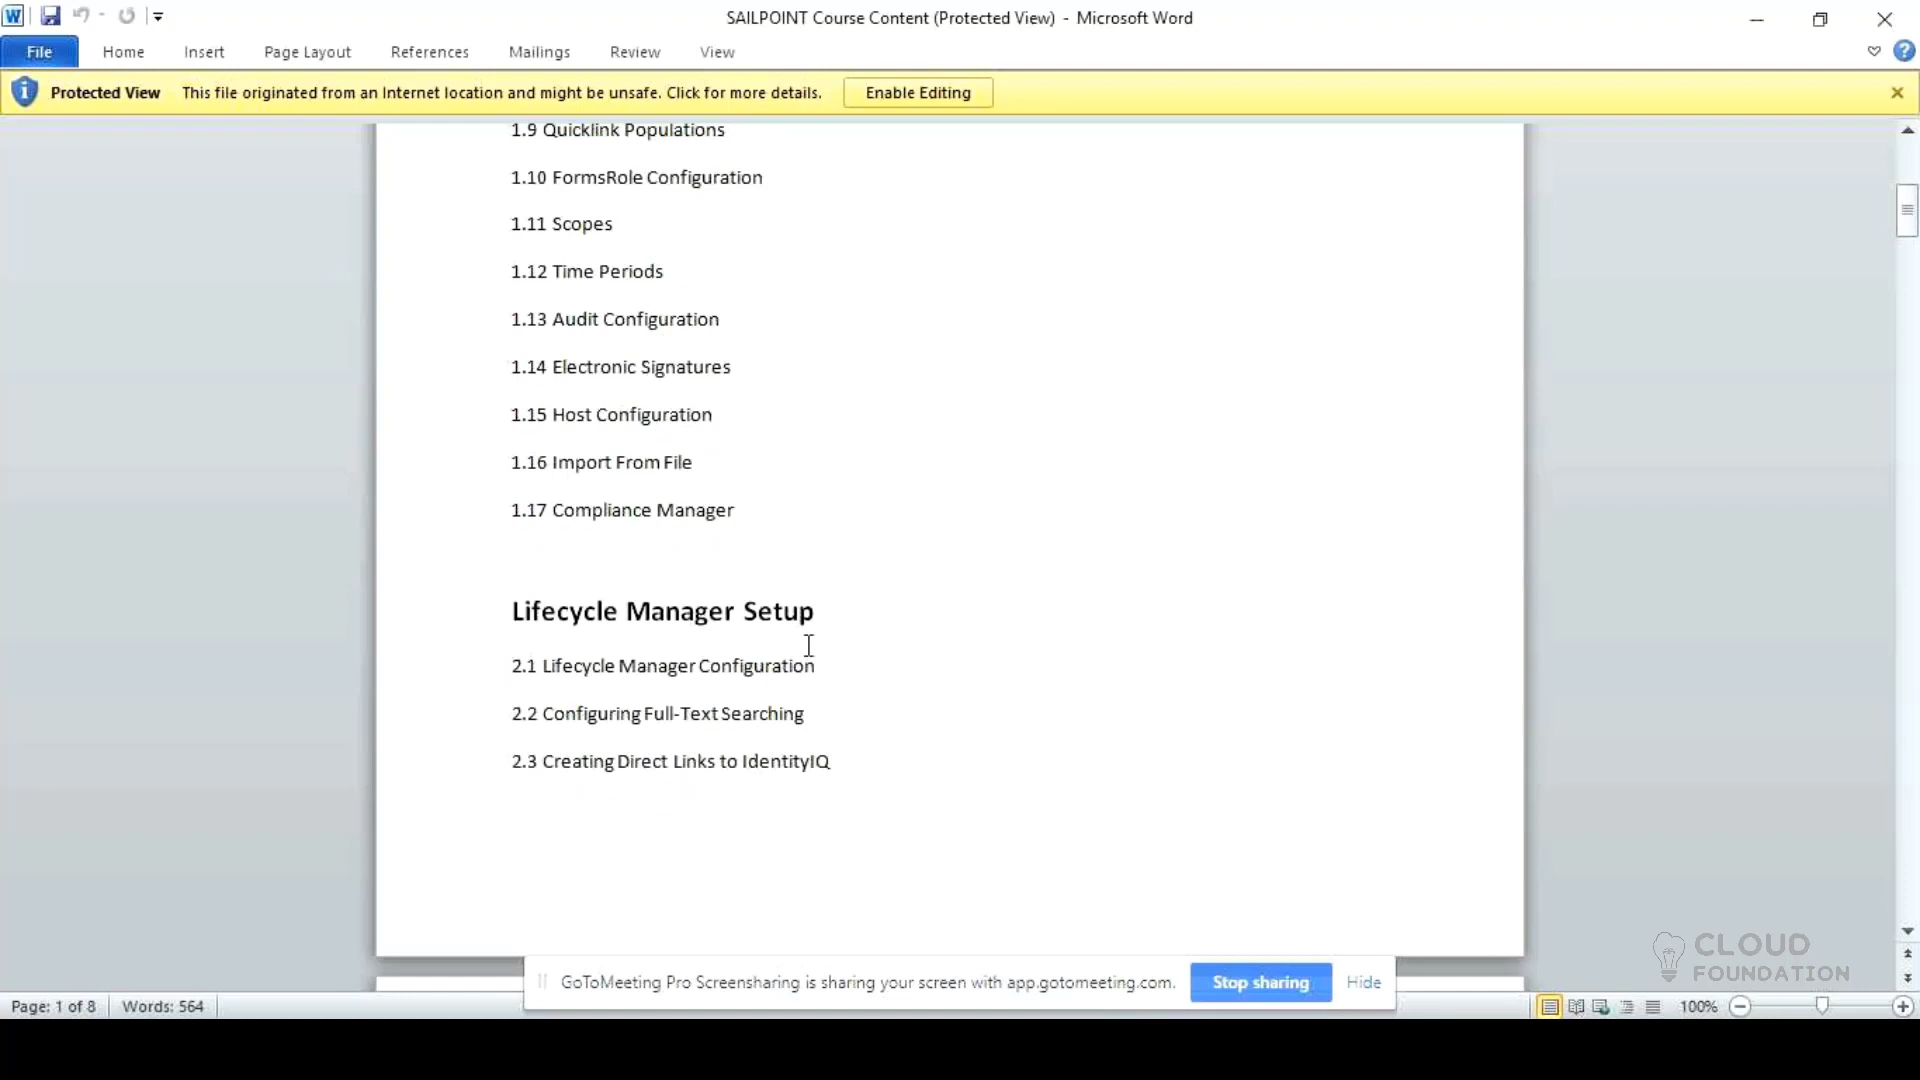 SAILPOINT Course Content (Protected View) - Microsoft Word
File Home Insert Page Layout References Mailings Review View
Protected View This file originated from an Internet location and might be unsafe. Click for more details. Enable Editing
1.9 Quicklink Populations
1.10 FormsRole Configuration
1.11 Scopes
1.12 Time Periods
1.13 Audit Configuration
1.14 Electronic Signatures
1.15 Host Configuration
1.16 Import From File
1.17 Compliance Manager
Lifecycle Manager Setup
2.1 Lifecycle Manager Configuration
2.2 Configuring Full-Text Searching
2.3 Creating Direct Links to IdentityIQ
CLOUD
FOUNDATION
GoToMeeting Pro Screensharing is sharing your screen with app.gotomeeting.com. Stop sharing Hide
Page: 1 of 8 Words: 564 100%